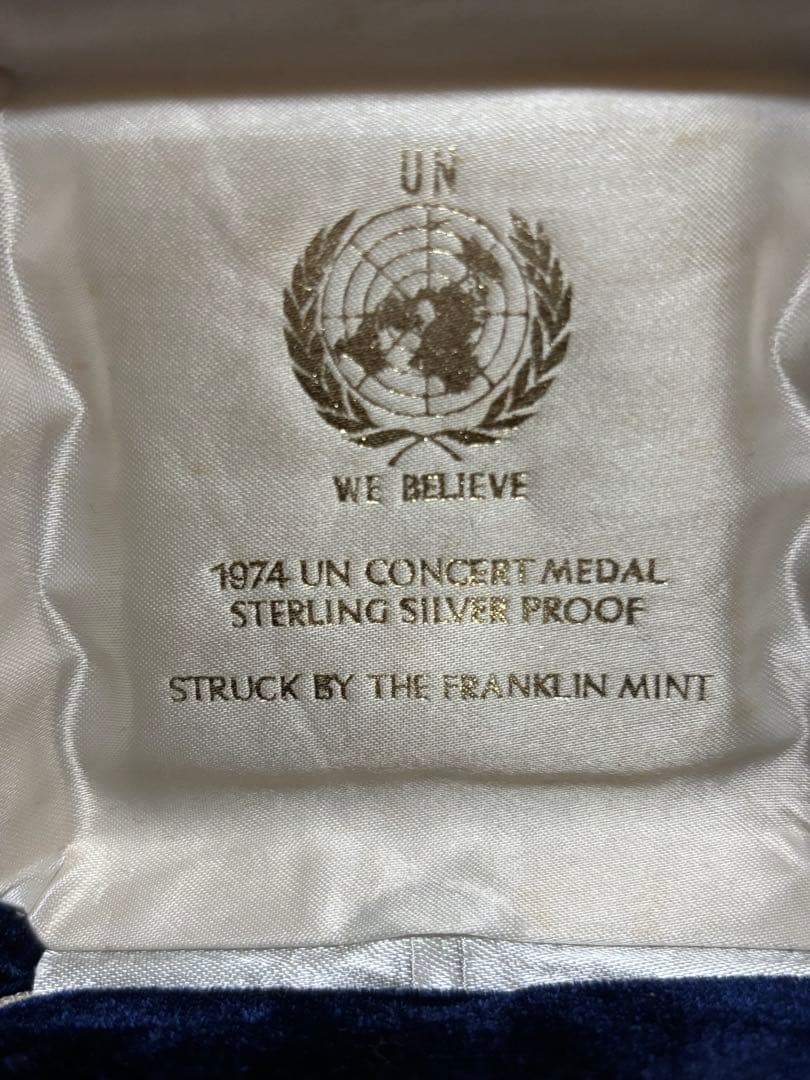 UN
WE BELIEVE
1974 UN CONCERT MEDAL
STERLING SILVER PROOF
STRUCK BY THE FRANKLIN MINT